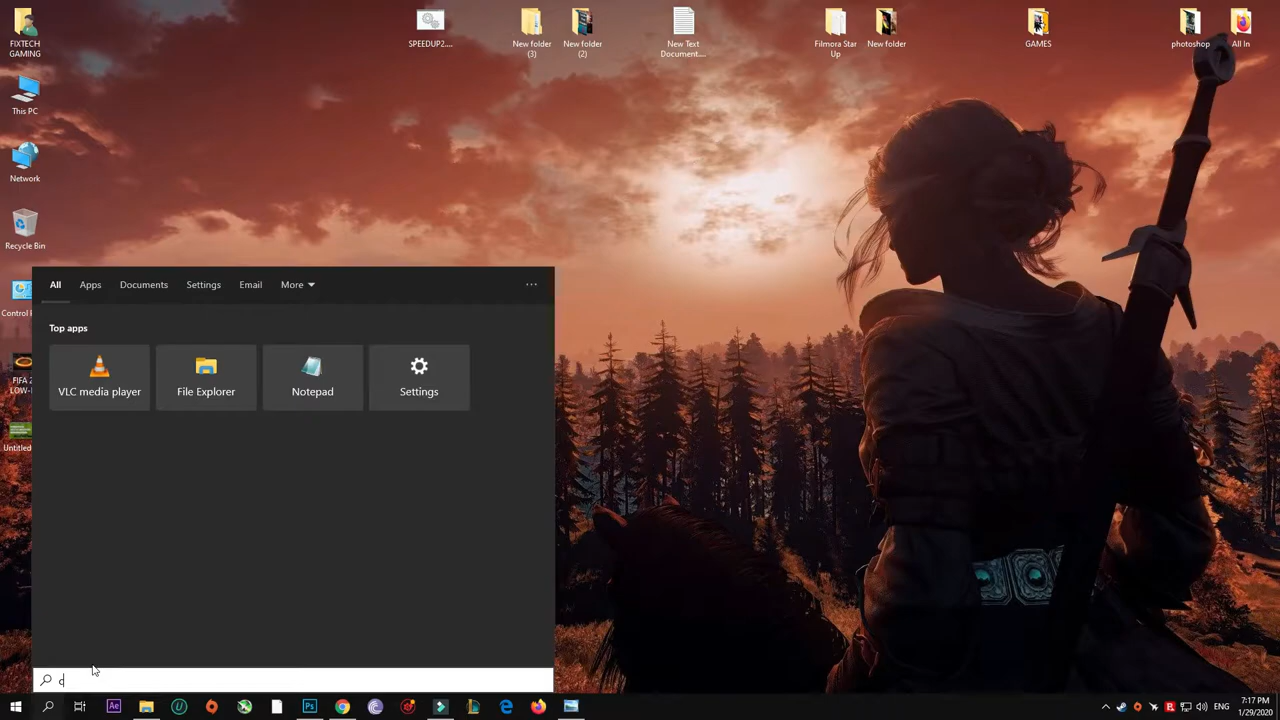 FIXTECH
GAMING
SPEEDUP2....
New folder
(3)
New folder
(2)
New Text
Document....
Filmora Star
Up
New folder
GAMES
photoshop
All In
This PC
Network
Recycle Bin
Control
FIFA 2
LOW-
Untitled
All
Apps
Documents
Settings
Email
More
Top apps
VLC media player
File Explorer
Notepad
Settings
c
Ae
Ps
ENG
7:17 PM
1/29/2020